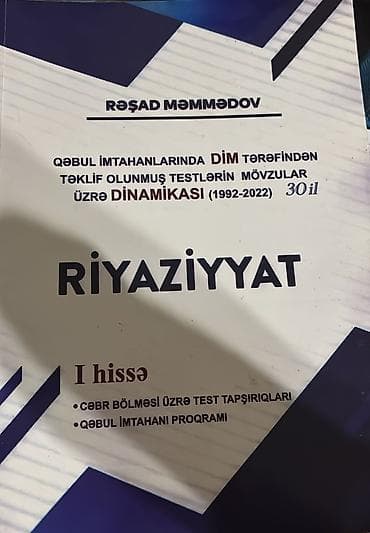 RƏŞAD MƏMMƏDOV
QƏBUL İMTAHANLARINDA DİM TƏRƏFİNDƏN
TƏKLİF OLUNMUŞ TESTLƏRİN MÖVZULAR
ÜZRƏ DİNAMİKASI (1992-2022) 30 il
RİYAZİYYAT
I hissə
• CƏBR BÖLMƏSİ ÜZRƏ TEST TAPŞIRIQLARI
• QƏBUL İMTAHANI PROQRAMI